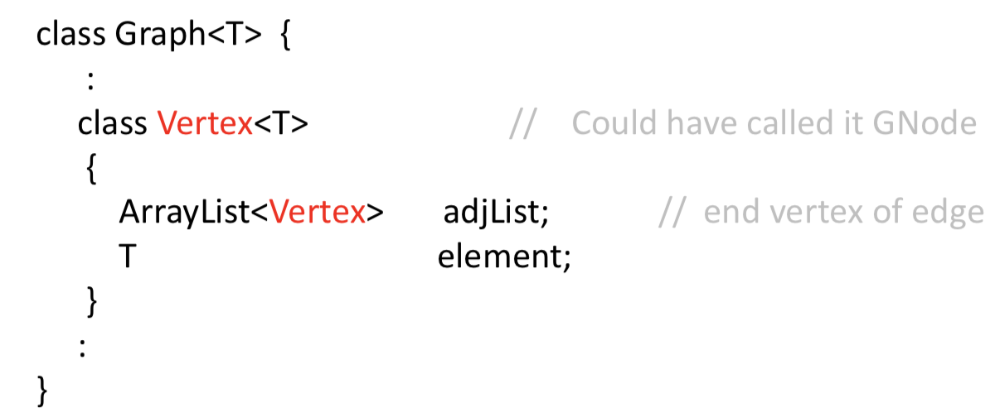 class Graph<T> {
:
class Vertex<T> // Could have called it GNode
{
ArrayList<Vertex> adjList; // end vertex of edge
T element;
}
:
}